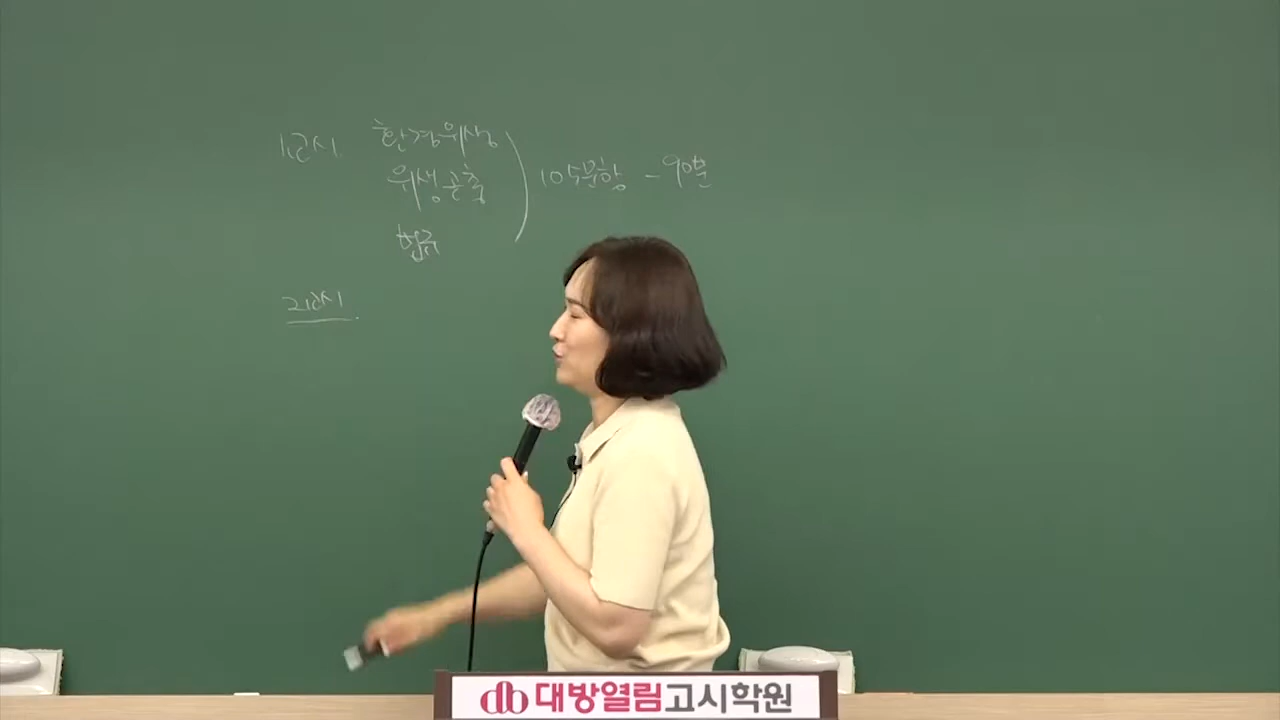 1교시 환경위생
위생곤충 105문항 - 90분
법규
2교시
대방열림고시학원